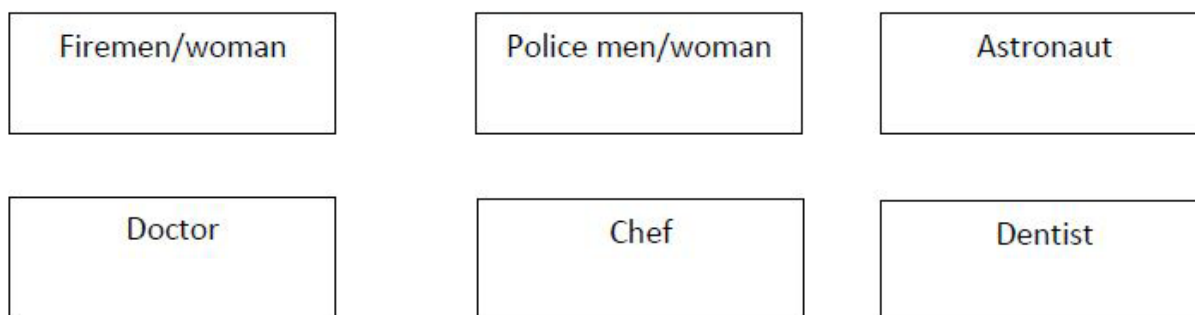 Firemen/woman
Police men/woman
Astronaut
Doctor
Chef
Dentist